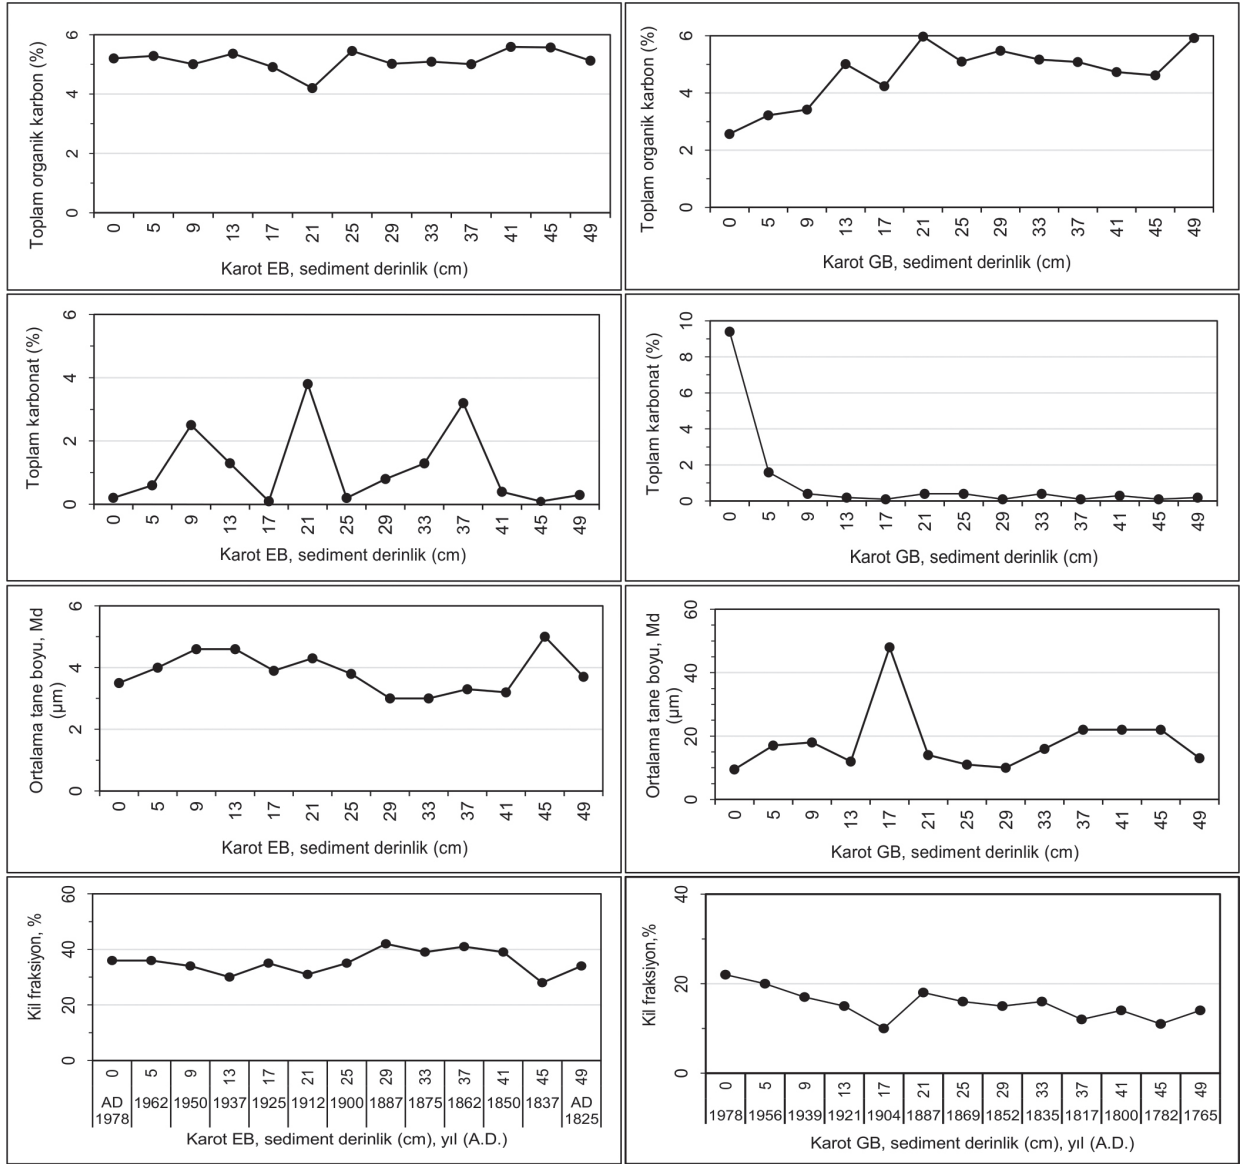 Toplam organik karbon (%)
6
4
2
0
0 5 9 13 17 21 25 29 33 37 41 45 49
Karot EB, sediment derinlik (cm)
Toplam organik karbon (%)
6
4
2
0
0 5 9 13 17 21 25 29 33 37 41 45 49
Karot GB, sediment derinlik (cm)
Toplam karbonat (%)
6
4
2
0
0 5 9 13 17 21 25 29 33 37 41 45 49
Karot EB, sediment derinlik (cm)
Toplam karbonat (%)
10
8
6
4
2
0
0 5 9 13 17 21 25 29 33 37 41 45 49
Karot GB, sediment derinlik (cm)
Ortalama tane boyu, Md
(µm)
6
4
2
0
0 5 9 13 17 21 25 29 33 37 41 45 49
Karot EB, sediment derinlik (cm)
Ortalama tane boyu, Md
(µm)
60
40
20
0
0 5 9 13 17 21 25 29 33 37 41 45 49
Karot GB, sediment derinlik (cm)
Kil fraksiyon, %
60
40
20
0
0 5 9 13 17 21 25 29 33 37 41 45 49
AD 1962 1950 1937 1925 1912 1900 1887 1875 1862 1850 1837 AD
1978 1825
Karot EB, sediment derinlik (cm), yıl (A.D.)
Kil fraksiyon,%
40
20
0
0 5 9 13 17 21 25 29 33 37 41 45 49
1978 1956 1939 1921 1904 1887 1869 1852 1835 1817 1800 1782 1765
Karot GB, sediment derinlik (cm), yıl (A.D.)